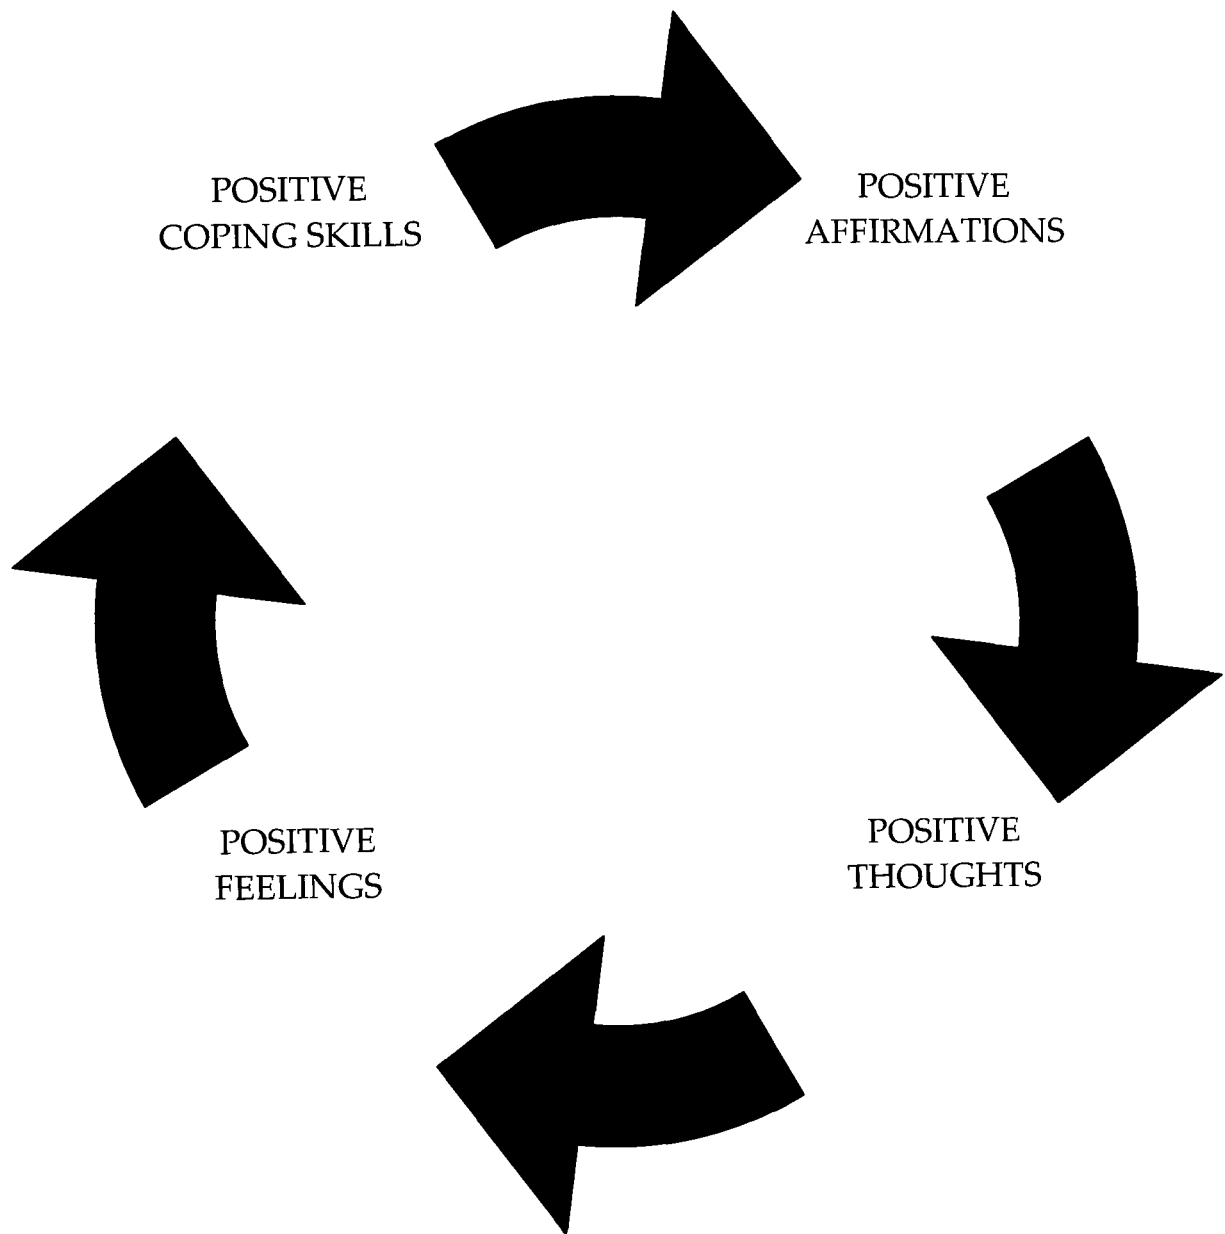 POSITIVE
COPING SKILLS
POSITIVE
AFFIRMATIONS
POSITIVE
THOUGHTS
POSITIVE
FEELINGS